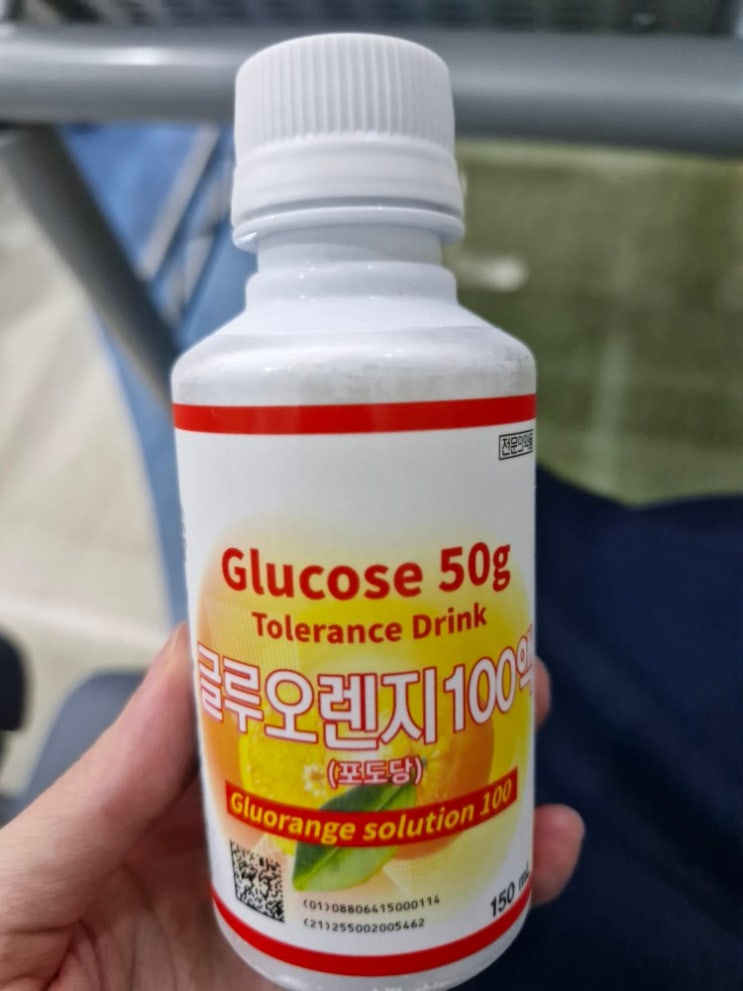 전문의약품
Glucose 50g
Tolerance Drink
글루오렌지100액
(포도당)
Gluorange solution 100
(01)08806415000114
(21)255002005462
150 mL